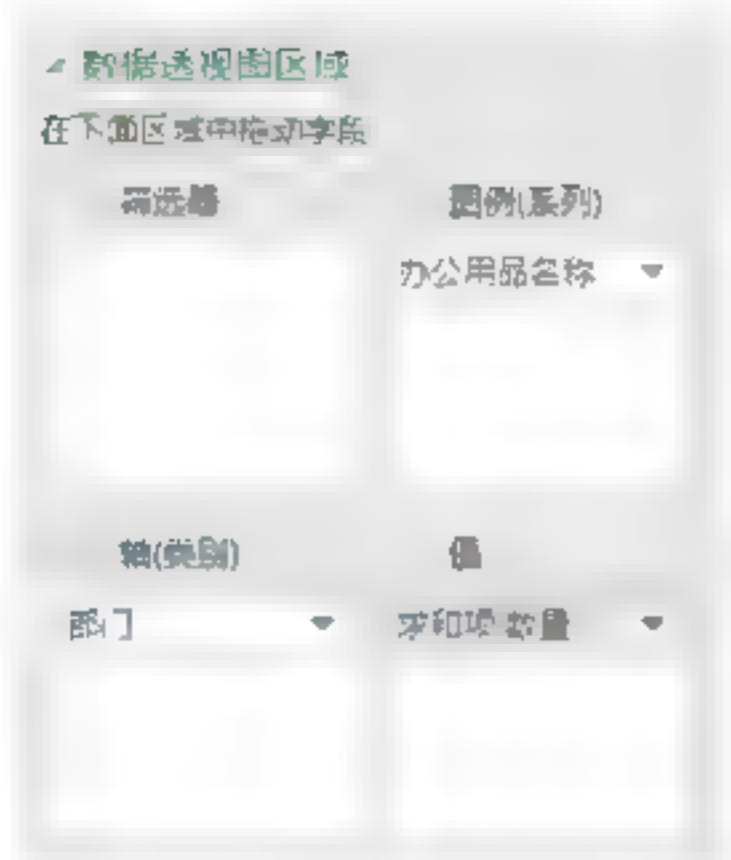 数据透视图区域
在下面区域中拖动字段
筛选器
图例(系列)
办公用品名称
轴(类别)
值
部门
求和项:数量